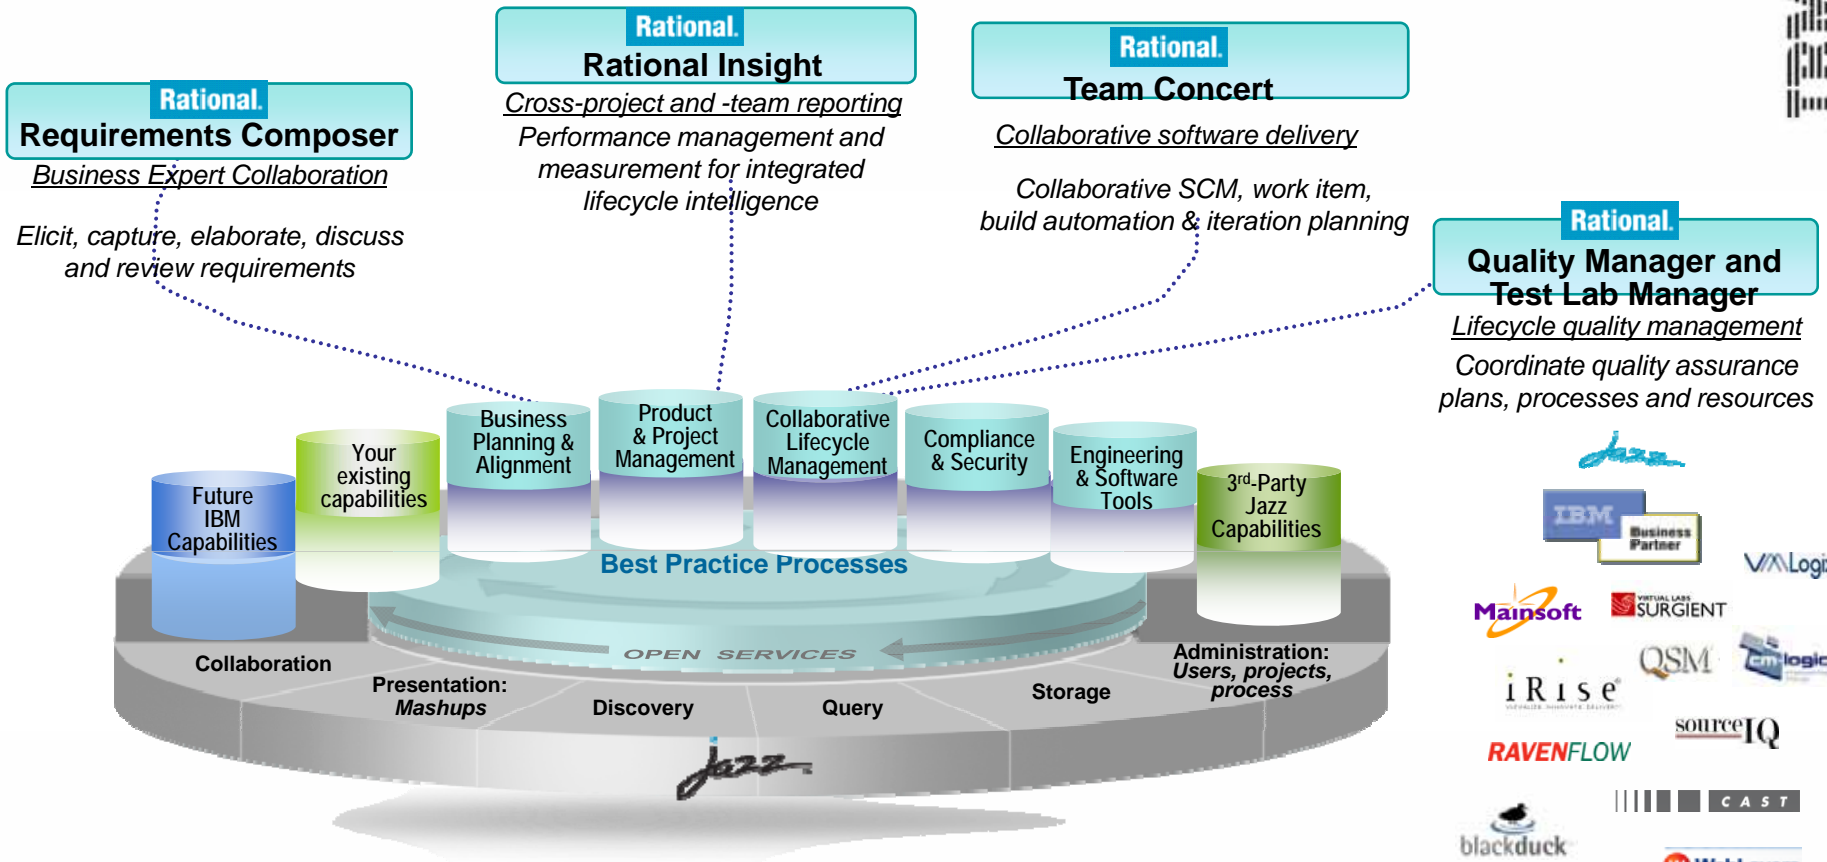 Rational.
Requirements Composer
Business Expert Collaboration
Elicit, capture, elaborate, discuss
and review requirements
Rational.
Rational Insight
Cross-project and -team reporting
Performance management and
measurement for integrated
lifecycle intelligence
Rational.
Team Concert
Collaborative software delivery
Collaborative SCM, work item,
build automation & iteration planning
Rational.
Quality Manager and
Test Lab Manager
Lifecycle quality management
Coordinate quality assurance
plans, processes and resources
Future
IBM
Capabilities
Your
existing
capabilities
Business
Planning &
Alignment
Product
& Project
Management
Collaborative
Lifecycle
Management
Compliance
& Security
Engineering
& Software
Tools
3rd-Party
Jazz
Capabilities
Best Practice Processes
OPEN SERVICES
Collaboration
Presentation:
Mashups
Discovery
Query
Storage
Administration:
Users, projects,
process
jazz
jazz
IBM
Business
Partner
VMLogix
Mainsoft
VIRTUAL LABS
SURGIENT
QSM
cm logic
iRise
sourceIQ
RAVENFLOW
CAST
blackduck